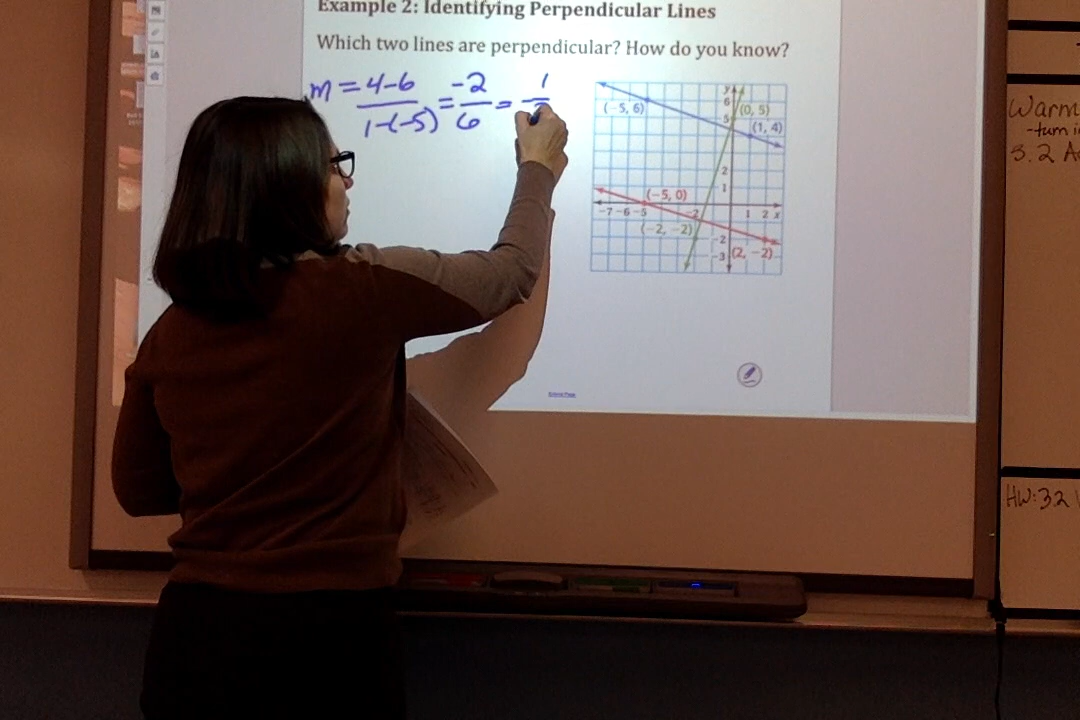 Example 2: Identifying Perpendicular Lines
Which two lines are perpendicular? How do you know?
m = 4-6 / 1-(-5) = -2 / 6 = - 1
y
6
5
(-5, 6)
(0, 5)
(1, 4)
2
1
(-5, 0)
-7 -6 -5 -2 1 2 x
(-2, -2)
-2
(2, -2)
-3
Warm
-turn i
3.2 A
HW: 3.2